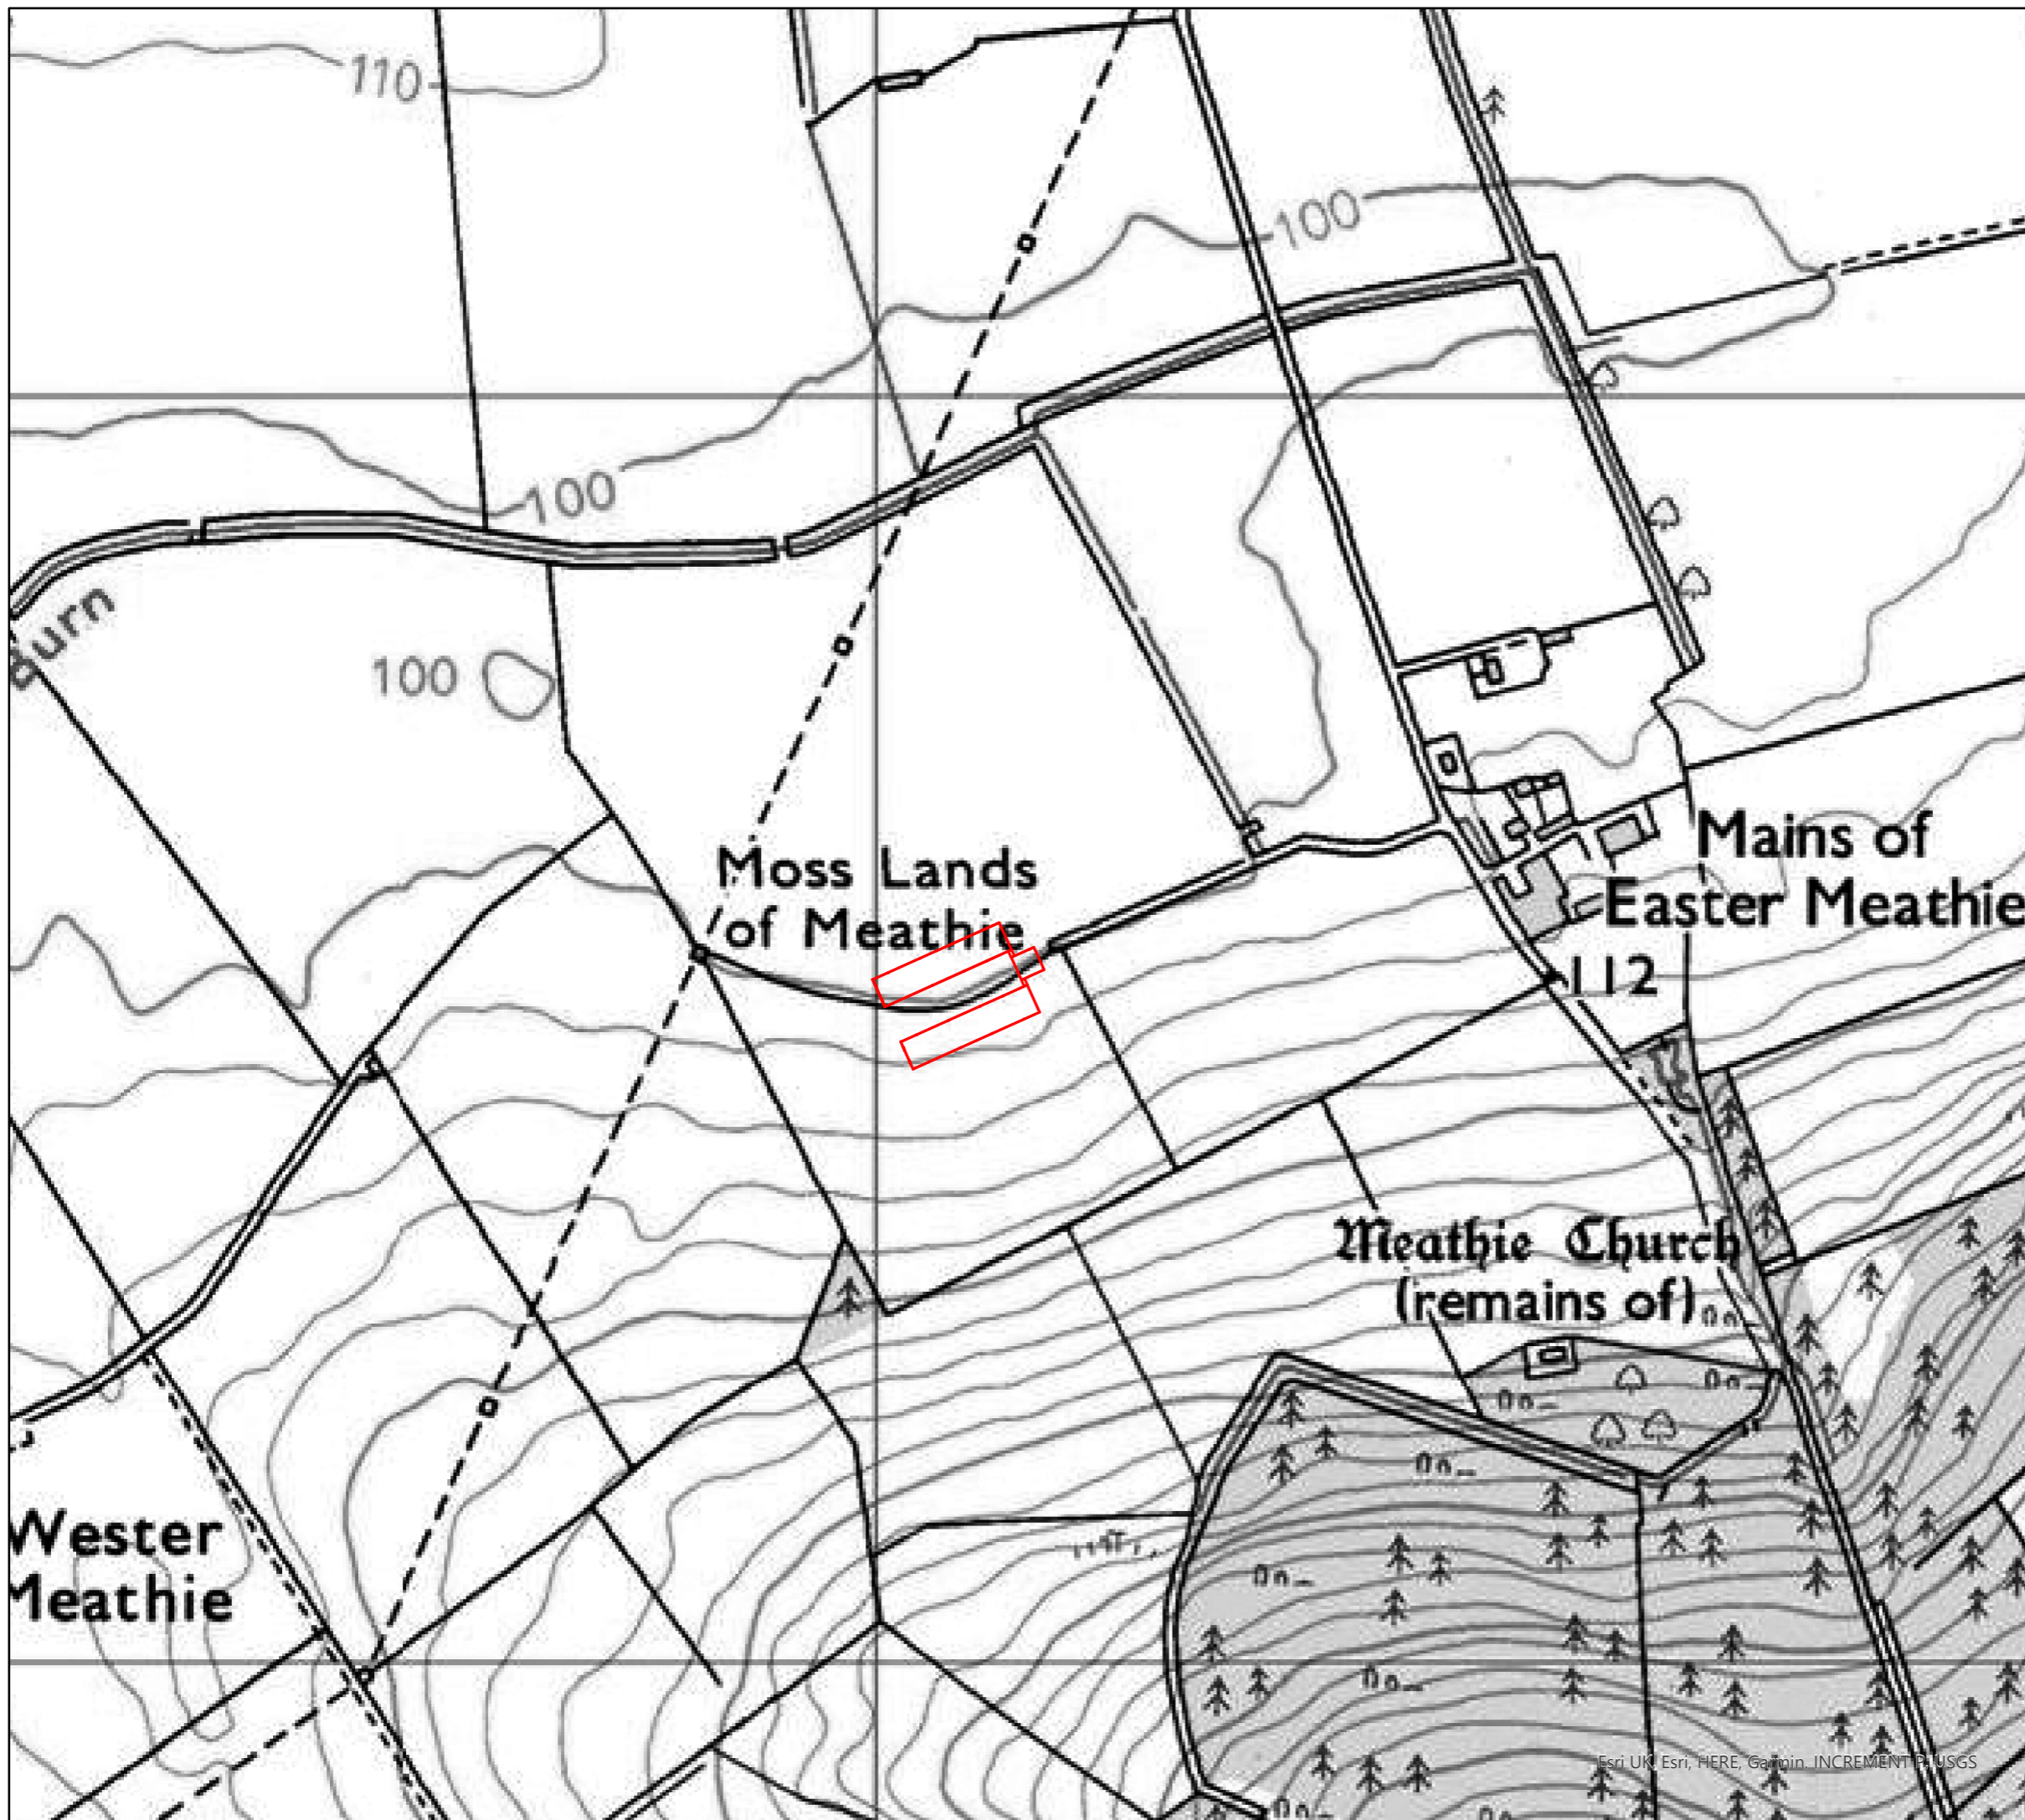 110
100
100
Burn
100
Moss Lands
of Meathie
Mains of
Easter Meathie
112
Meathie Church
(remains of)
Wester
Meathie
Esri UK, Esri, HERE, Garmin, INCREMENT P, USGS